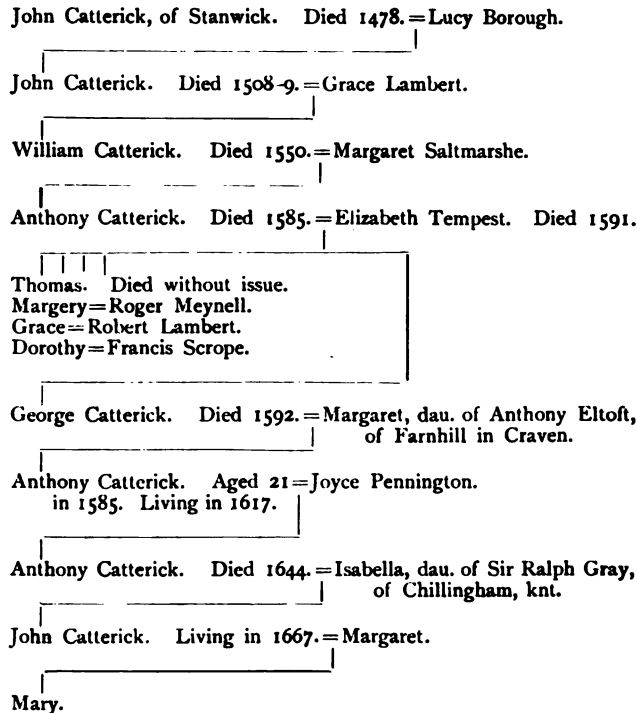 John Catterick, of Stanwick. Died 1478.=Lucy Borough.
John Catterick. Died 1508-9.=Grace Lambert.
William Catterick. Died 1550.=Margaret Saltmarshe.
Anthony Catterick. Died 1585.=Elizabeth Tempest. Died 1591.
Thomas. Died without issue.
Margery=Roger Meynell.
Grace=Robert Lambert.
Dorothy=Francis Scrope.
George Catterick. Died 1592.=Margaret, dau. of Anthony Eltoft,
of Farnhill in Craven.
Anthony Catterick. Aged 21=Joyce Pennington.
in 1585. Living in 1617.
Anthony Catterick. Died 1644.=Isabella, dau. of Sir Ralph Gray,
of Chillingham, knt.
John Catterick. Living in 1667.=Margaret.
Mary.